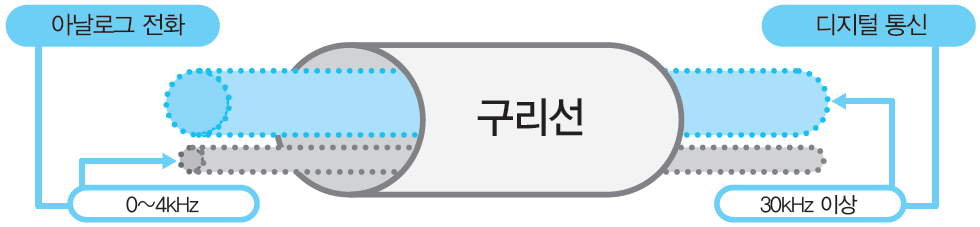 아날로그 전화
디지털 통신
구리선
0~4kHz
30kHz 이상